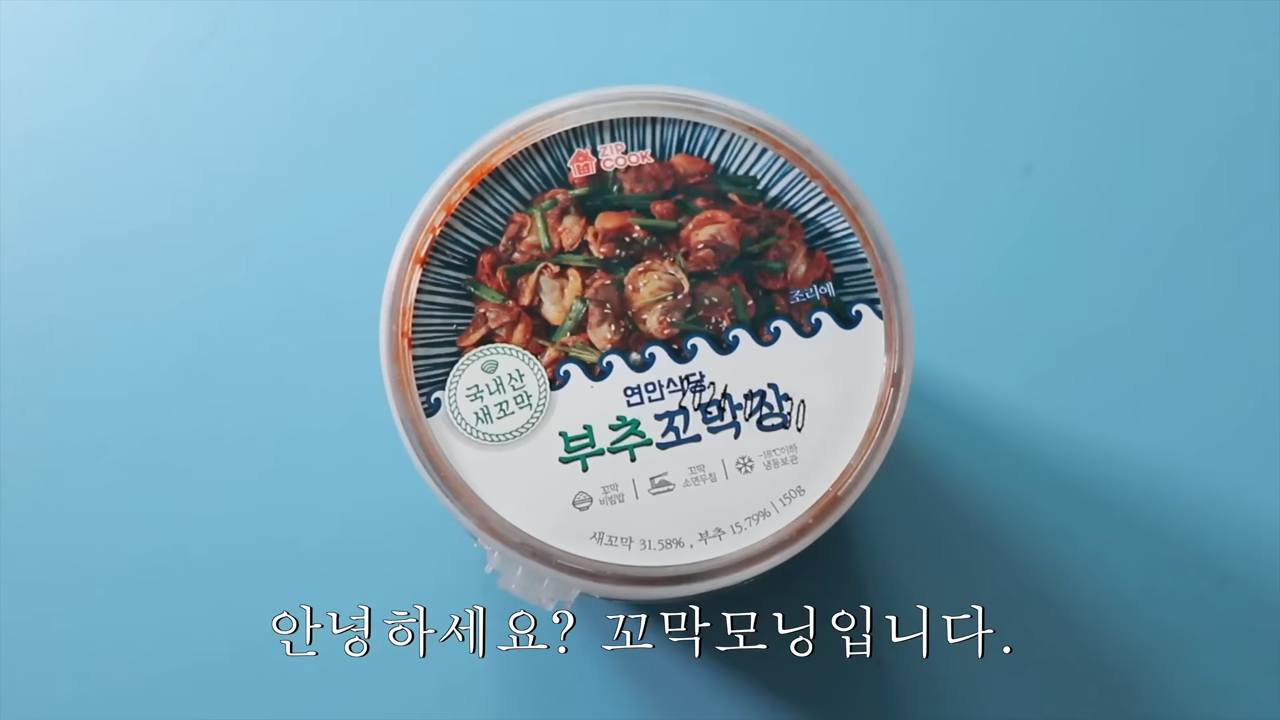 ZIP
COOK
조리예
국내산
새꼬막
연안식당
부추꼬막장
꼬막
비빔밥
꼬막
소면무침
-18℃이하
냉동보관
새꼬막 31.58% , 부추 15.79% | 150g
안녕하세요? 꼬막모닝입니다.